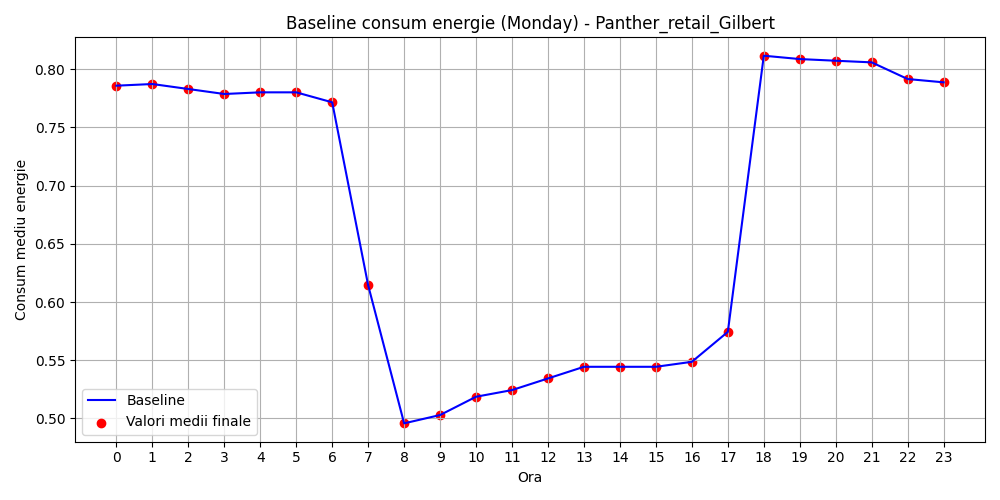 Baseline consum energie (Monday) - Panther_retail_Gilbert
Consum mediu energie
0.80
0.75
0.70
0.65
0.60
0.55
0.50
Baseline
Valori medii finale
0 1 2 3 4 5 6 7 8 9 10 11 12 13 14 15 16 17 18 19 20 21 22 23
Ora